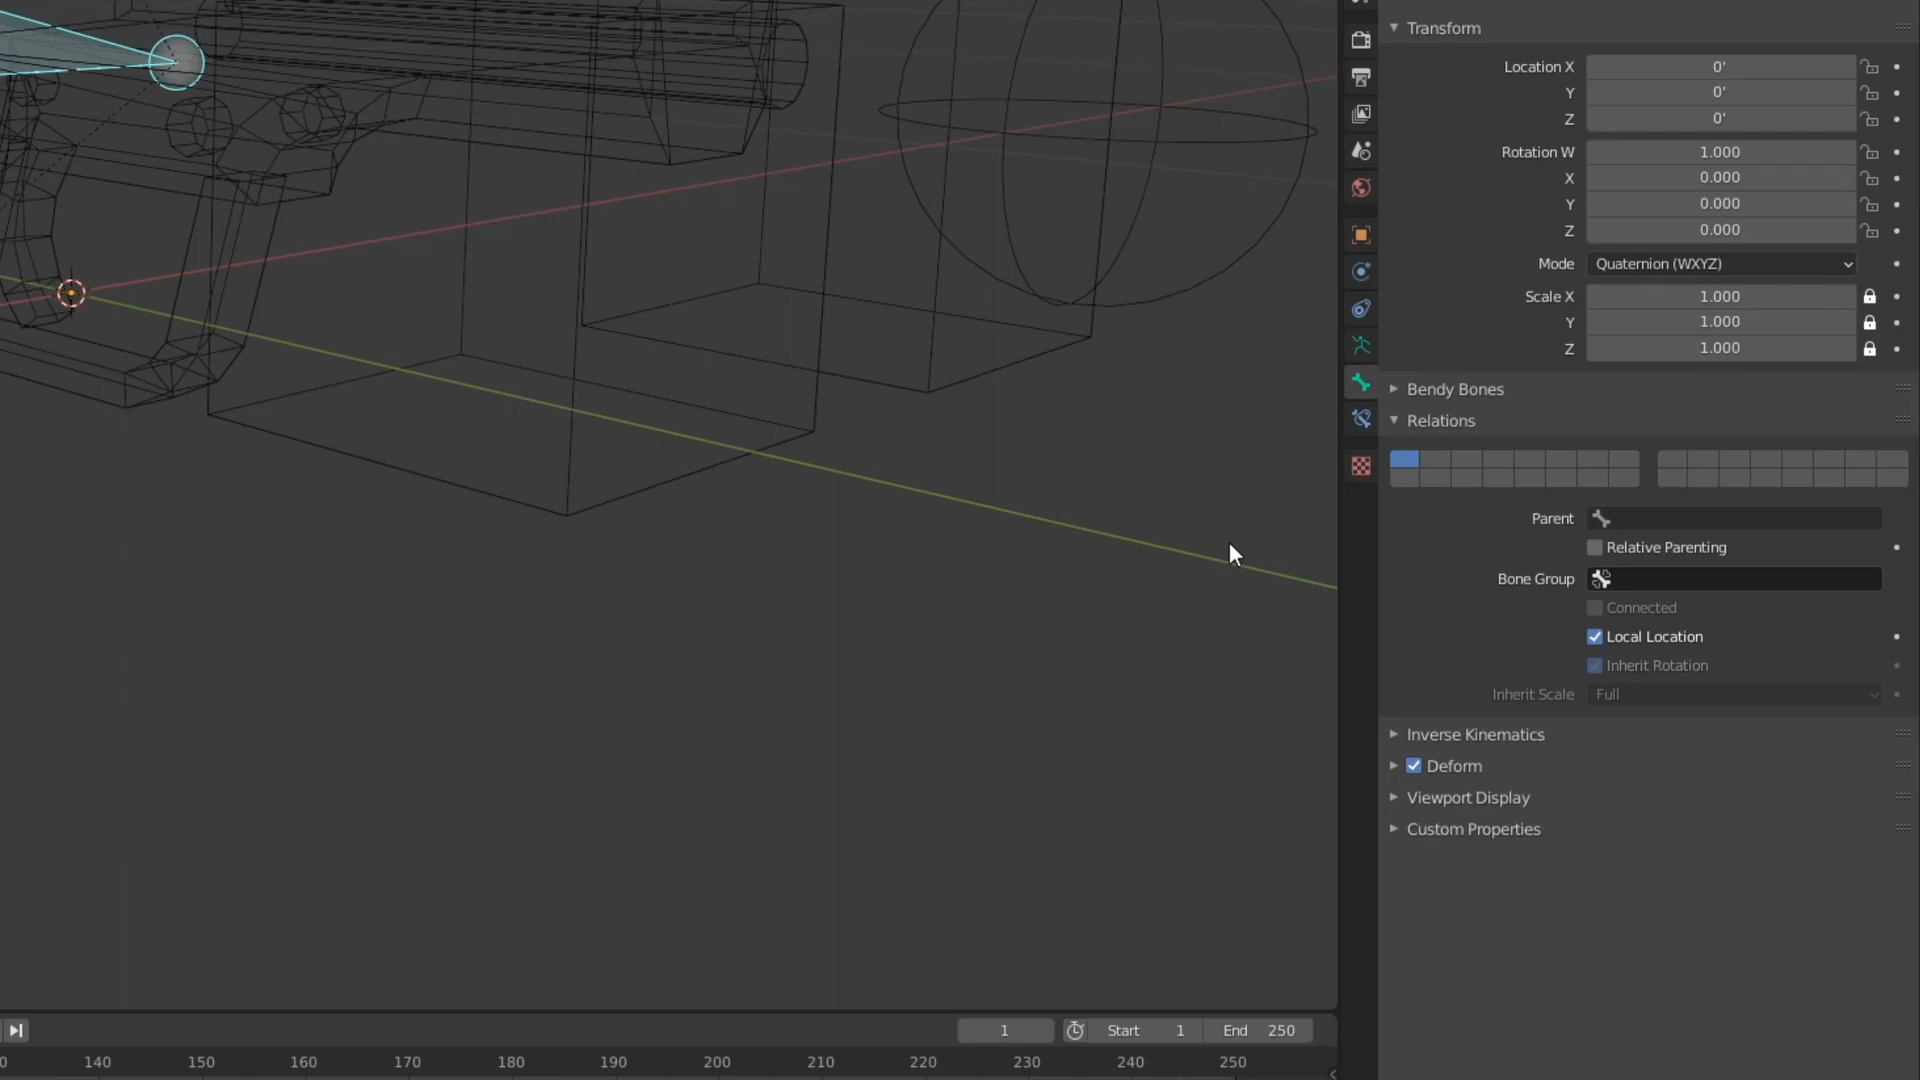 Transform
Location X 0'
Y 0'
Z 0'
Rotation W 1.000
X 0.000
Y 0.000
Z 0.000
Mode Quaternion (WXYZ)
Scale X 1.000
Y 1.000
Z 1.000
Bendy Bones
Relations
Parent
Relative Parenting
Bone Group
Connected
Local Location
Inherit Rotation
Inherit Scale Full
Inverse Kinematics
Deform
Viewport Display
Custom Properties
1 Start 1 End 250
0 140 150 160 170 180 190 200 210 220 230 240 250